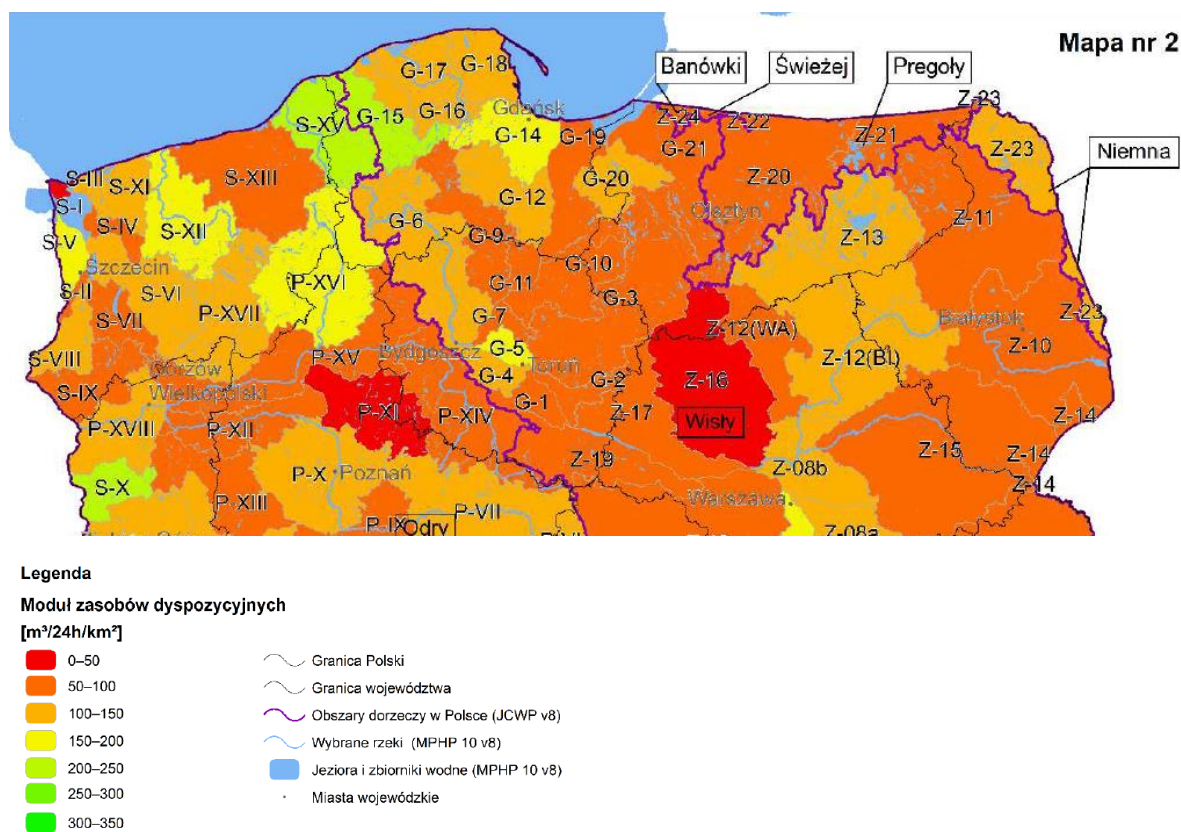 Mapa nr 2
Banówki
Świeżej
Pregoły
Niemna
Z-23
G-17
G-18
G-16
G-15
Gdańsk
G-14
G-19
Z-24
Z-22
G-21
Z-21
Z-23
S-XV
S-III
S-XI
S-XIII
G-20
Z-20
S-I
G-12
S-IV
S-XII
G-6
Olsztyn
Z-11
S-V
G-9
Z-13
Szczecin
G-10
S-II
S-VI
P-XVI
G-11
G-3
S-VII
P-XVII
G-7
Z-12(WA)
Białystok
Z-23
S-VIII
Gorzów
Wielkopolski
P-XV
Bydgoszcz
G-5
Toruń
Z-12(BŁ)
Z-10
S-IX
G-4
G-2
Z-16
P-XI
G-1
P-XIV
Z-17
Wisły
Z-14
P-XVIII
P-XII
Z-15
Z-14
P-X
Poznań
Z-19
Z-08b
Z-14
S-X
P-XIII
Warszawa
P-IX
Odry
P-VII
Z-08a
Legenda
Moduł zasobów dyspozycyjnych
[m³/24h/km²]
0–50
50–100
100–150
150–200
200–250
250–300
300–350
Granica Polski
Granica województwa
Obszary dorzeczy w Polsce (JCWP v8)
Wybrane rzeki (MPHP 10 v8)
Jeziora i zbiorniki wodne (MPHP 10 v8)
Miasta wojewódzkie